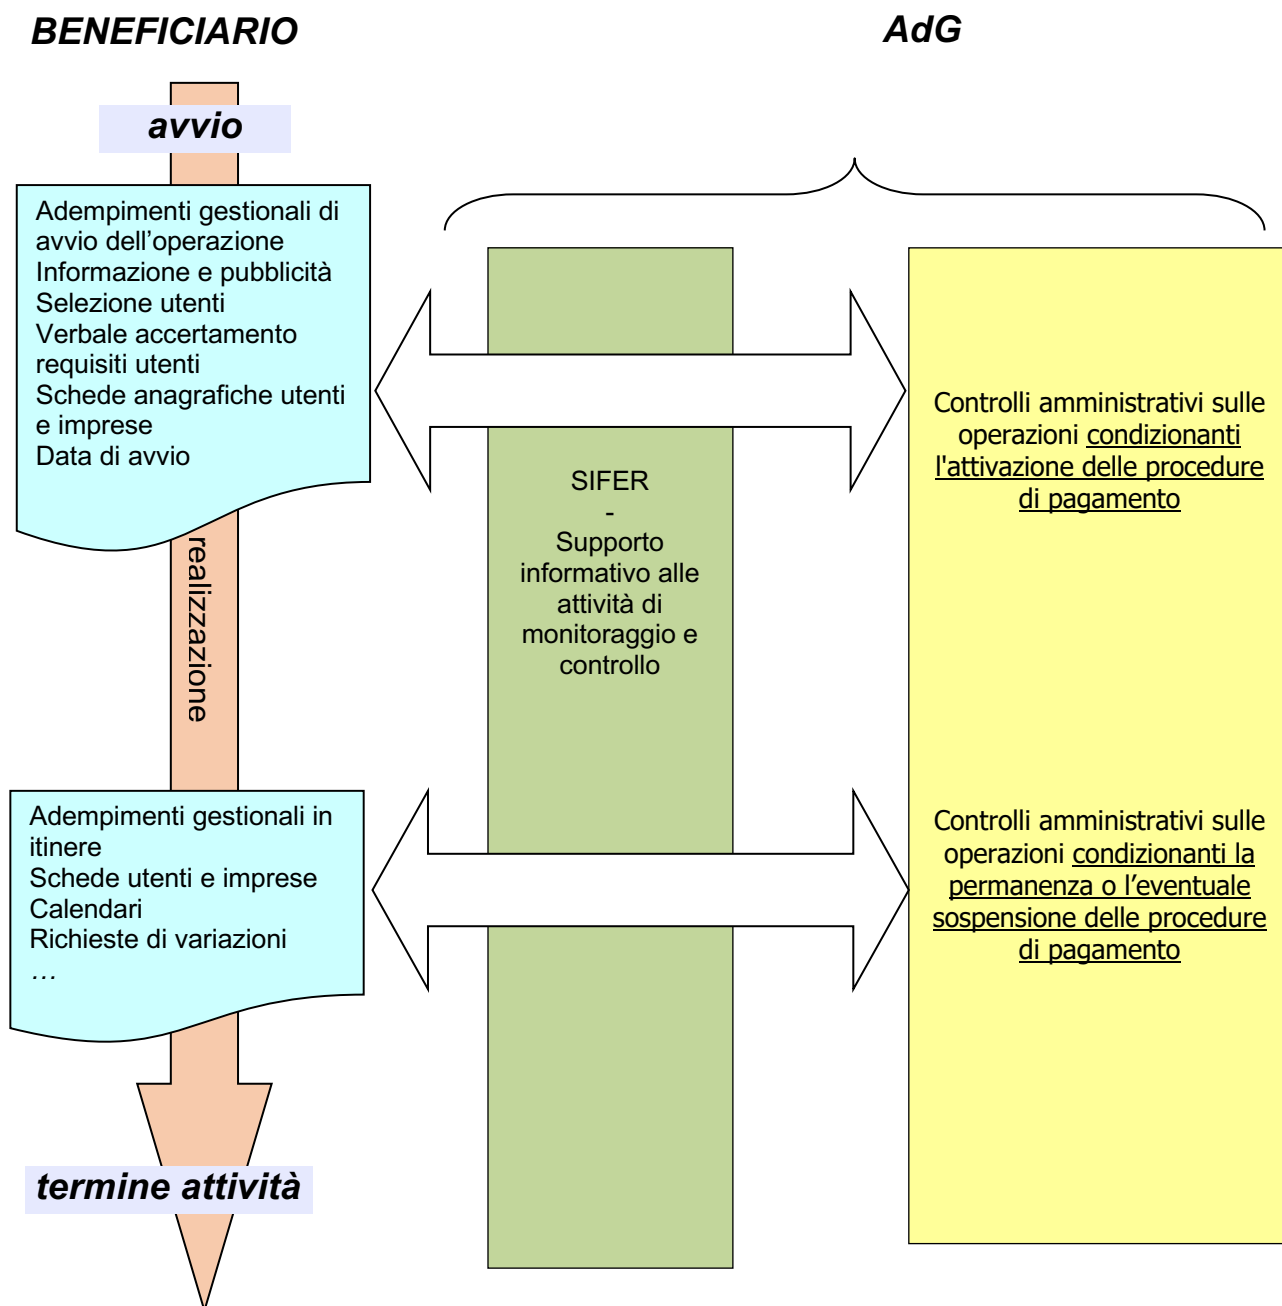 BENEFICIARIO
AdG
avvio
Adempimenti gestionali di
avvio dell’operazione
Informazione e pubblicità
Selezione utenti
Verbale accertamento
requisiti utenti
Schede anagrafiche utenti
e imprese
Data di avvio
realizzazione
SIFER
-
Supporto
informativo alle
attività di
monitoraggio e
controllo
Controlli amministrativi sulle
operazioni condizionanti
l'attivazione delle procedure
di pagamento
Adempimenti gestionali in
itinere
Schede utenti e imprese
Calendari
Richieste di variazioni
…
Controlli amministrativi sulle
operazioni condizionanti la
permanenza o l’eventuale
sospensione delle procedure
di pagamento
termine attività